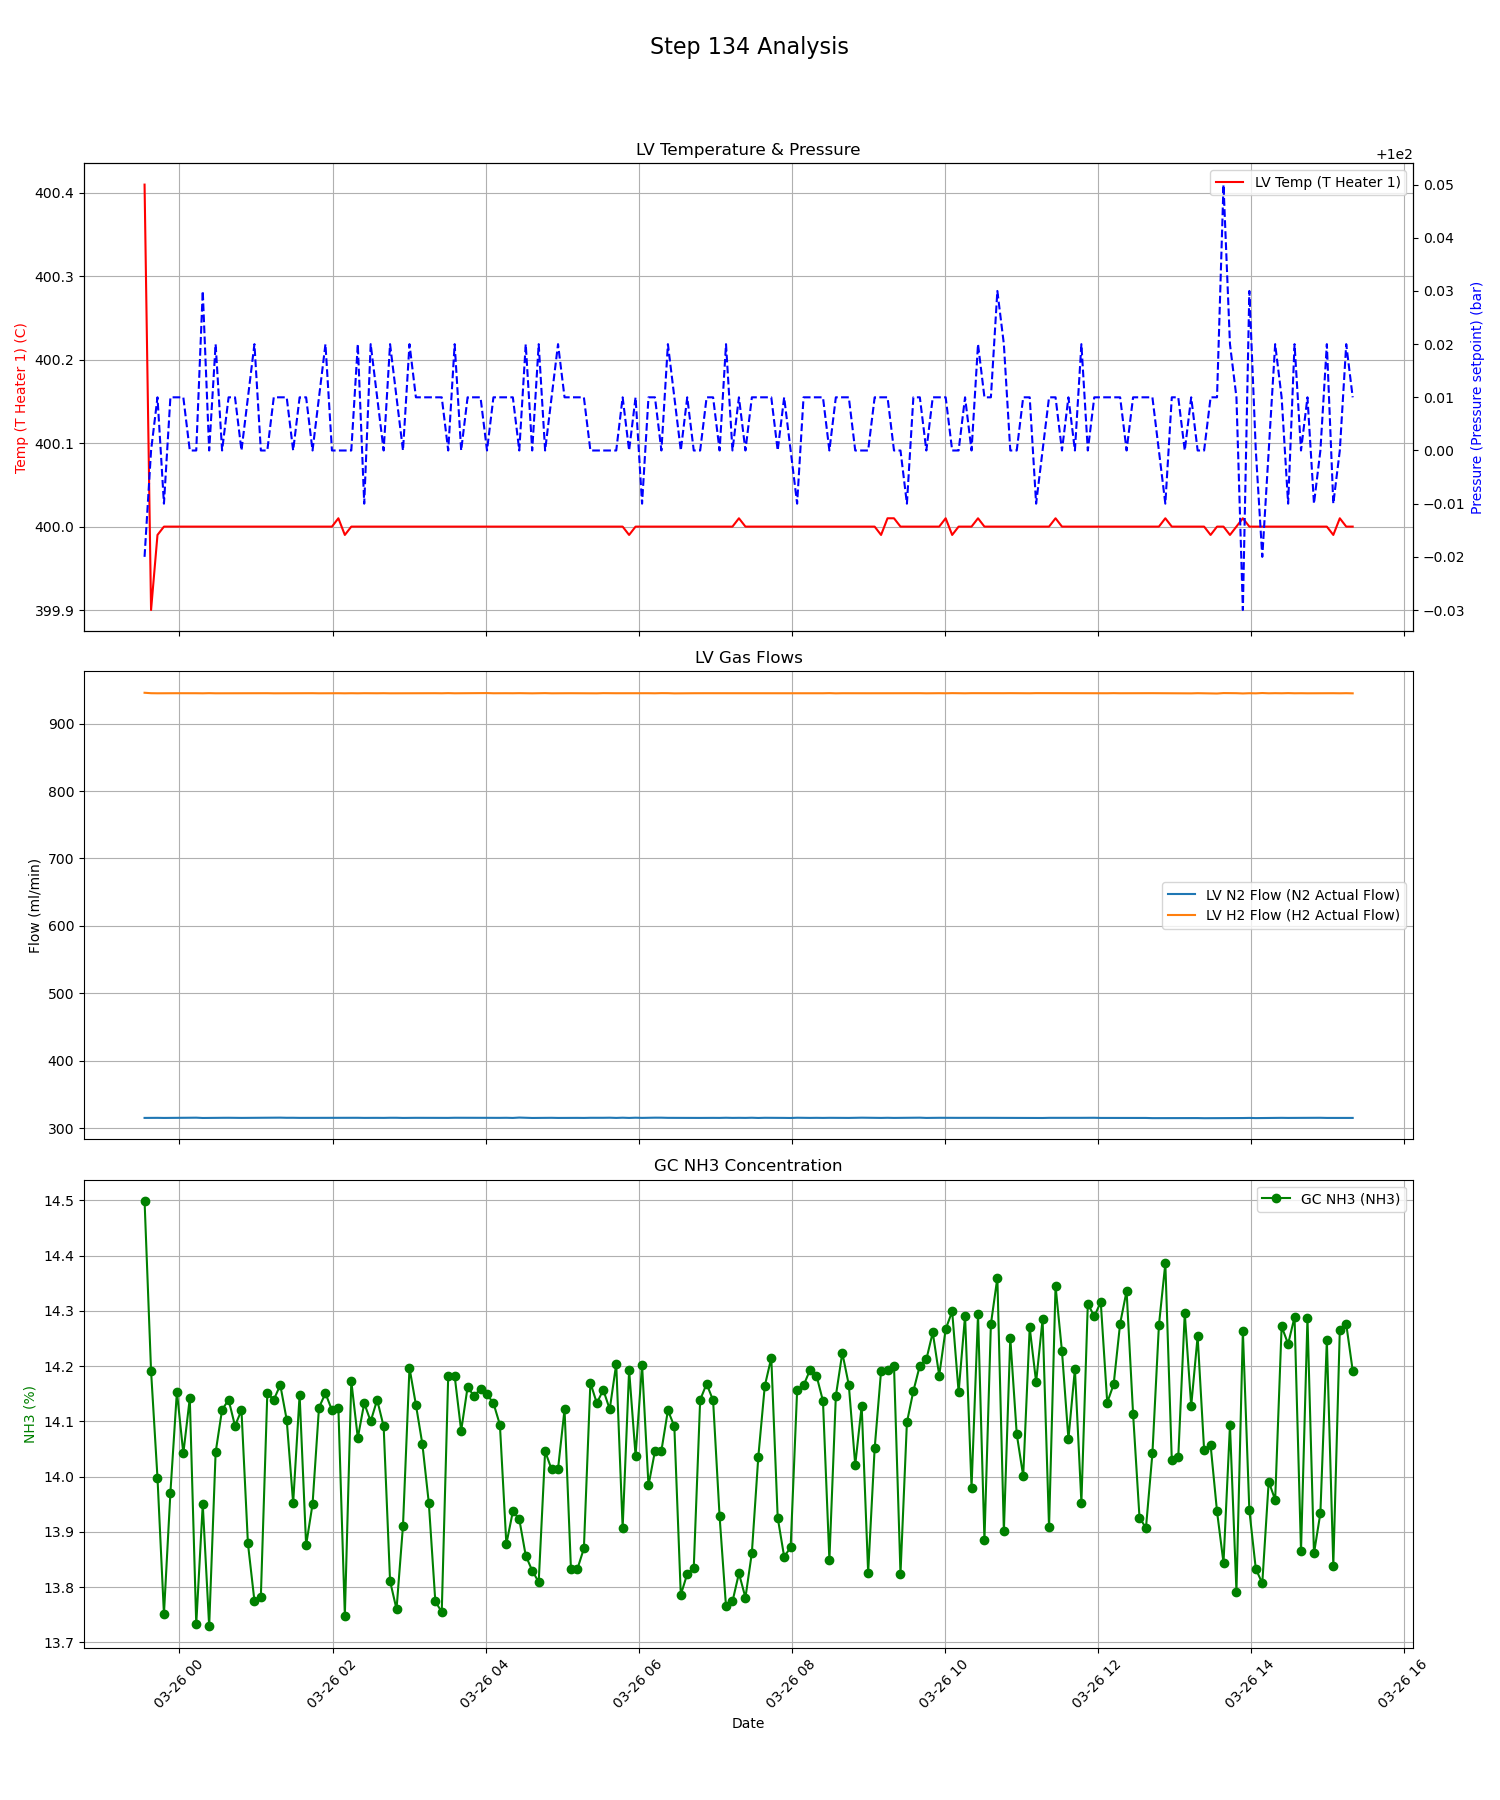 Step 134 Analysis
LV Temperature & Pressure
+1e2
LV Temp (T Heater 1)
Temp (T Heater 1) (C)
400.4
400.3
400.2
400.1
400.0
399.9
0.05
0.04
0.03
0.02
0.01
0.00
−0.01
−0.02
−0.03
Pressure (Pressure setpoint) (bar)
LV Gas Flows
Flow (ml/min)
900
800
700
600
500
400
300
LV N2 Flow (N2 Actual Flow)
LV H2 Flow (H2 Actual Flow)
GC NH3 Concentration
NH3 (%)
14.5
14.4
14.3
14.2
14.1
14.0
13.9
13.8
13.7
GC NH3 (NH3)
03-26 00
03-26 02
03-26 04
03-26 06
03-26 08
03-26 10
03-26 12
03-26 14
03-26 16
Date